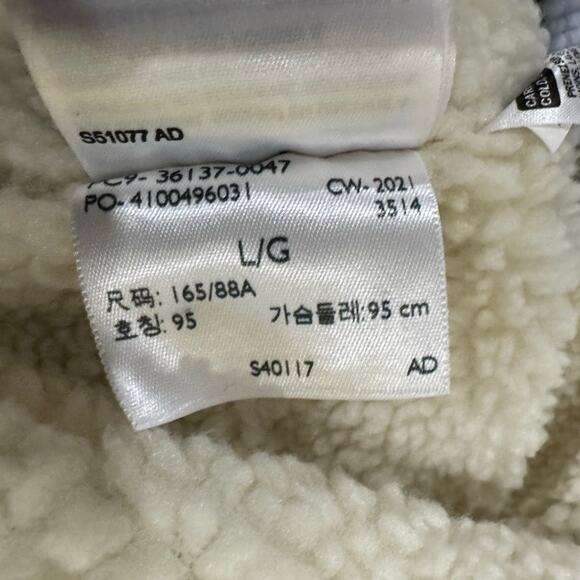 S51077 AD
PC9- 36137-0047
PO- 4100496031
CW- 2021
3514
L/G
尺码: 165/88A
호칭: 95
가슴둘레: 95 cm
S40117 AD
COLD